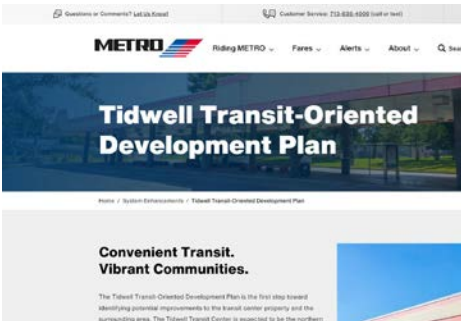 Questions or Comments? Let Us Know!
Customer Service: 713-635-4000 (call or text)
METRO
Riding METRO
Fares
Alerts
About
Tidwell Transit-Oriented
Development Plan
Home / System Enhancements / Tidwell Transit-Oriented Development Plan
Convenient Transit.
Vibrant Communities.
The Tidwell Transit-Oriented Development Plan is the first step toward
identifying potential improvements to the transit center property and the
surrounding area. The Tidwell Transit Center is expected to be the northern